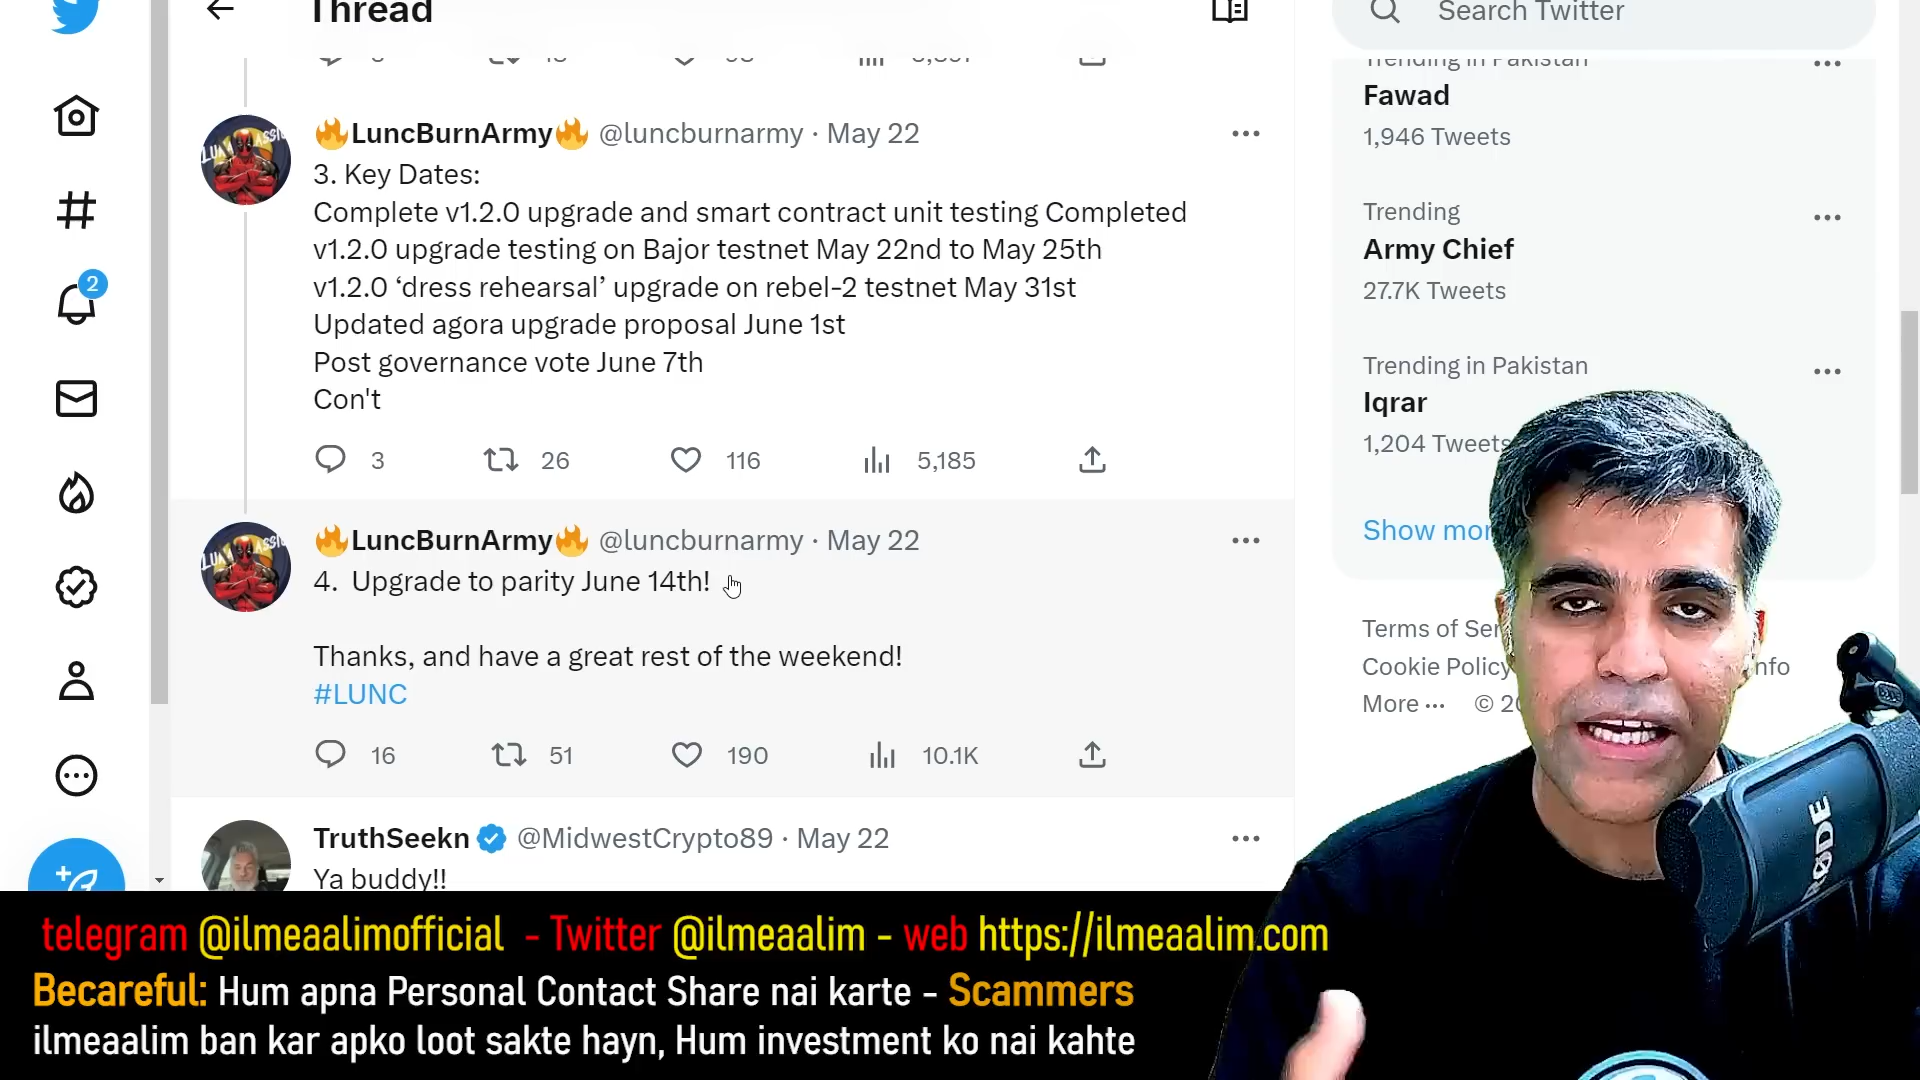 Thread
Search Twitter
🔥LuncBurnArmy🔥 @luncburnarmy · May 22
3. Key Dates:
Complete v1.2.0 upgrade and smart contract unit testing Completed
v1.2.0 upgrade testing on Bajor testnet May 22nd to May 25th
v1.2.0 ‘dress rehearsal’ upgrade on rebel-2 testnet May 31st
Updated agora upgrade proposal June 1st
Post governance vote June 7th
Con't
3 26 116 5,185
🔥LuncBurnArmy🔥 @luncburnarmy · May 22
4. Upgrade to parity June 14th!
Thanks, and have a great rest of the weekend!
#LUNC
16 51 190 10.1K
TruthSeekn @MidwestCrypto89 · May 22
Ya buddy!!
2
Trending in Pakistan
Fawad
1,946 Tweets
Trending
Army Chief
27.7K Tweets
Trending in Pakistan
Iqrar
1,204 Tweets
Show
Terms of
Cookie Policy
More ··· ©
RØDE
telegram @ilmeaalimofficial - Twitter @ilmeaalim - web https://ilmeaalim.com
Becareful: Hum apna Personal Contact Share nai karte - Scammers
ilmeaalim ban kar apko loot sakte hayn, Hum investment ko nai kahte